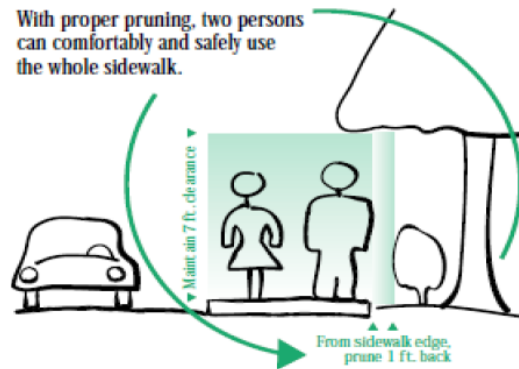 With proper pruning, two persons
can comfortably and safely use
the whole sidewalk.
Maintain 7 ft. clearance
From sidewalk edge,
prune 1 ft. back